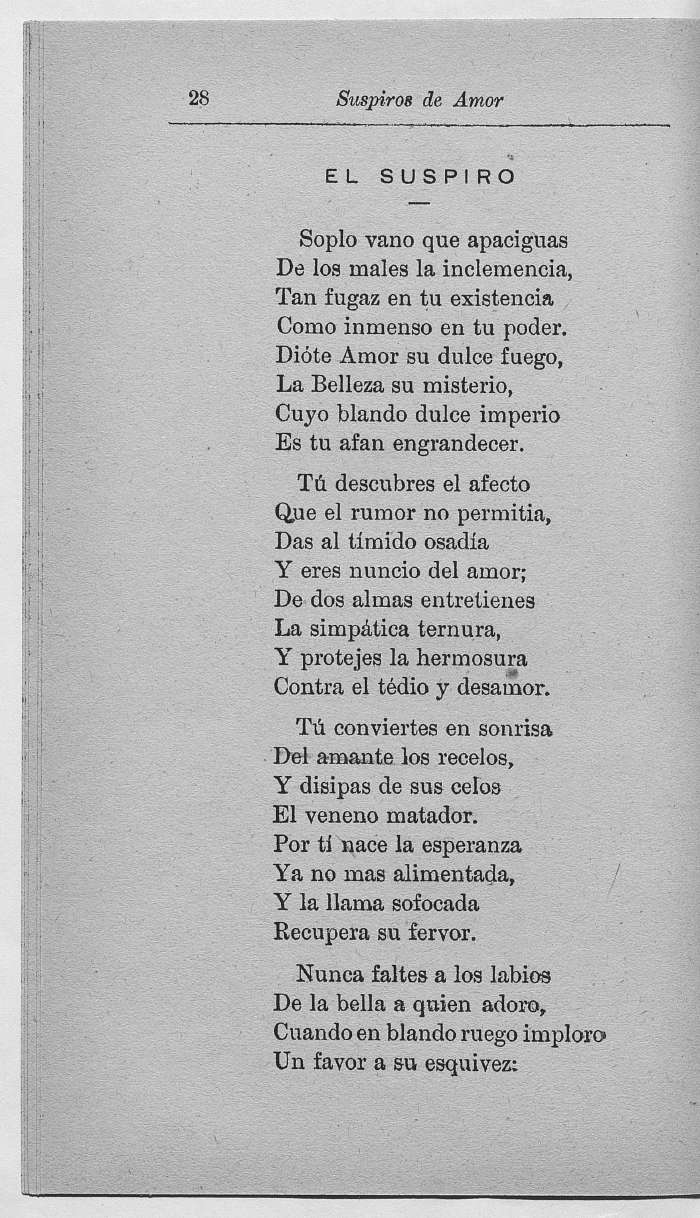 28 Suspiros de Amor
EL SUSPIRO
Soplo vano que apaciguas
De los males la inclemencia,
Tan fugaz en tu existencia
Como inmenso en tu poder.
Dióte Amor su dulce fuego,
La Belleza su misterio,
Cuyo blando dulce imperio
Es tu afan engrandecer.
Tú descubres el afecto
Que el rumor no permitia,
Das al tímido osadía
Y eres nuncio del amor;
De dos almas entretienes
La simpática ternura,
Y protejes la hermosura
Contra el tédio y desamor.
Tú conviertes en sonrisa
Del amante los recelos,
Y disipas de sus celos
El veneno matador.
Por tí nace la esperanza
Ya no mas alimentada,
Y la llama sofocada
Recupera su fervor.
Nunca faltes a los labios
De la bella a quien adoro,
Cuando en blando ruego imploro
Un favor a su esquivez: